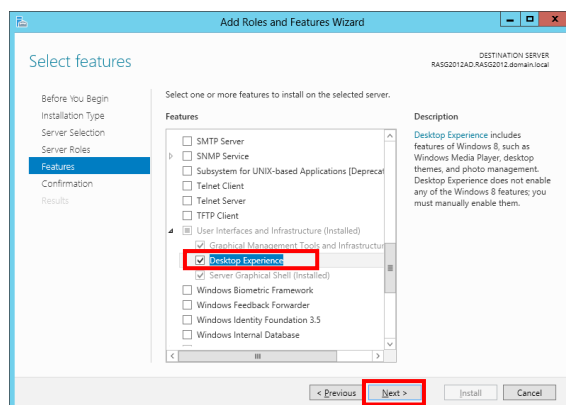 Add Roles and Features Wizard
Select features
DESTINATION SERVER
RASG2012AD.RASG2012.domain.local
Before You Begin
Installation Type
Server Selection
Server Roles
Features
Confirmation
Results
Select one or more features to install on the selected server.
Features
SMTP Server
SNMP Service
Subsystem for UNIX-based Applications [Deprecat
Telnet Client
Telnet Server
TFTP Client
User Interfaces and Infrastructure (Installed)
Graphical Management Tools and Infrastructur
Desktop Experience
Server Graphical Shell (Installed)
Windows Biometric Framework
Windows Feedback Forwarder
Windows Identity Foundation 3.5
Windows Internal Database
Description
Desktop Experience includes
features of Windows 8, such as
Windows Media Player, desktop
themes, and photo management.
Desktop Experience does not enable
any of the Windows 8 features; you
must manually enable them.
< Previous
Next >
Install
Cancel